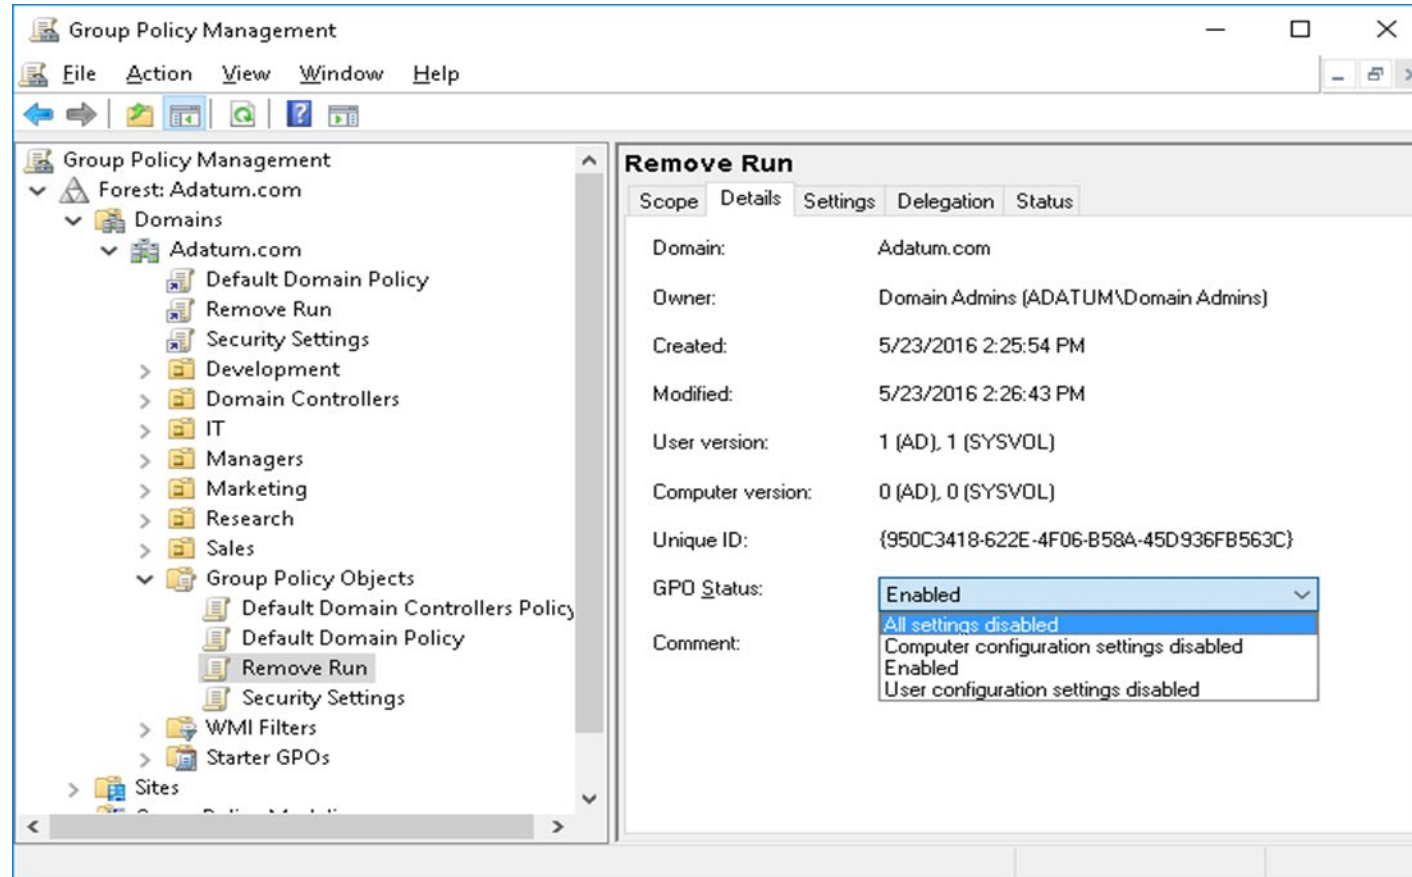 Group Policy Management
File Action View Window Help
Group Policy Management
Forest: Adatum.com
Domains
Adatum.com
Default Domain Policy
Remove Run
Security Settings
Development
Domain Controllers
IT
Managers
Marketing
Research
Sales
Group Policy Objects
Default Domain Controllers Policy
Default Domain Policy
Remove Run
Security Settings
WMI Filters
Starter GPOs
Sites
Remove Run
Scope Details Settings Delegation Status
Domain: Adatum.com
Owner: Domain Admins (ADATUM\Domain Admins)
Created: 5/23/2016 2:25:54 PM
Modified: 5/23/2016 2:26:43 PM
User version: 1 (AD), 1 (SYSVOL)
Computer version: 0 (AD), 0 (SYSVOL)
Unique ID: {950C3418-622E-4F06-B58A-45D936FB563C}
GPO Status: Enabled
All settings disabled
Computer configuration settings disabled
Enabled
User configuration settings disabled
Comment: